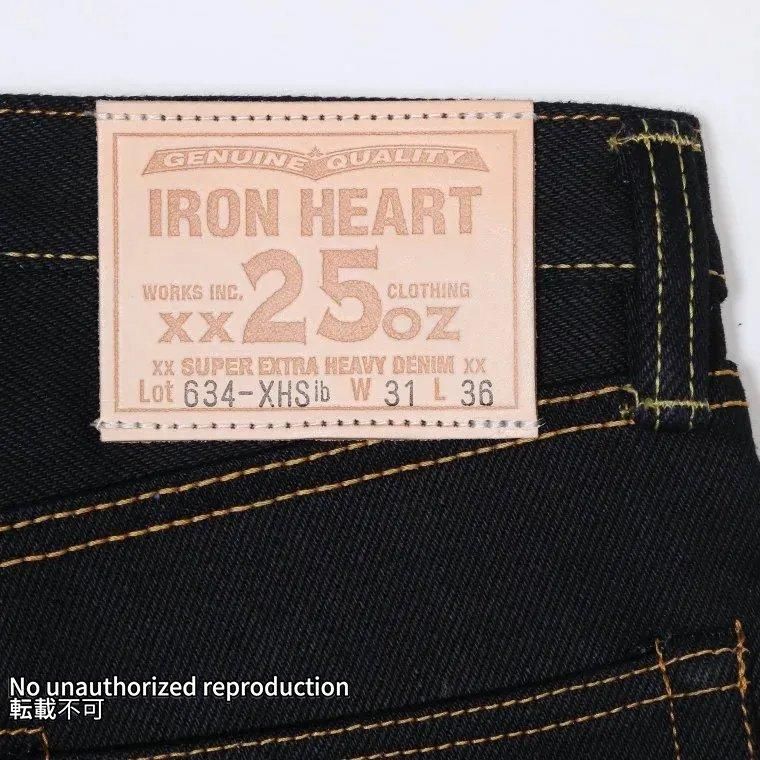 GENUINE QUALITY
IRON HEART
WORKS INC. 25 CLOTHING
XX OZ
XX SUPER EXTRA HEAVY DENIM XX
Lot 634-XHSib W 31 L 36
No unauthorized reproduction
転載不可